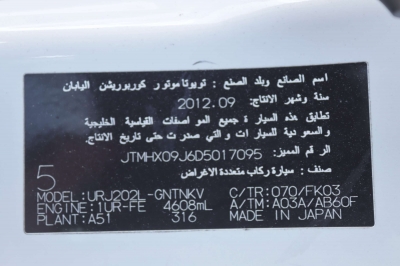 اسم الصانع وبلد الصنع : تويوتا موتور كوربوريشن اليابان
سنة وشهر الانتاج: 2012.09
تطابق هذه السيارة جميع المواصفات القياسية الخليجية
والسعودية للسيارات والتي صدرت حتى تاريخ الانتاج.
الرقم المميز: JTMHX09J6D5017095
صنف : سيارة ركاب متعددة الاغراض
5
MODEL:URJ202L-GNTNKV C/TR:070/FK03
ENGINE:1UR-FE 4608mL A/TM:A03A/AB60F
PLANT:A51 316 MADE IN JAPAN